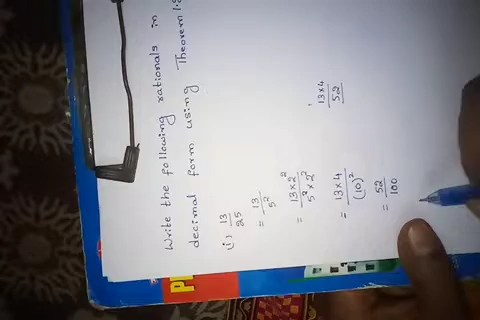 Write the following rationals in
decimal form using Theorem 1.
(i) 13/25
= 13/5²
= 13×2²/5²×2²
= 13×4/(10)²
= 52/100
13×4
52